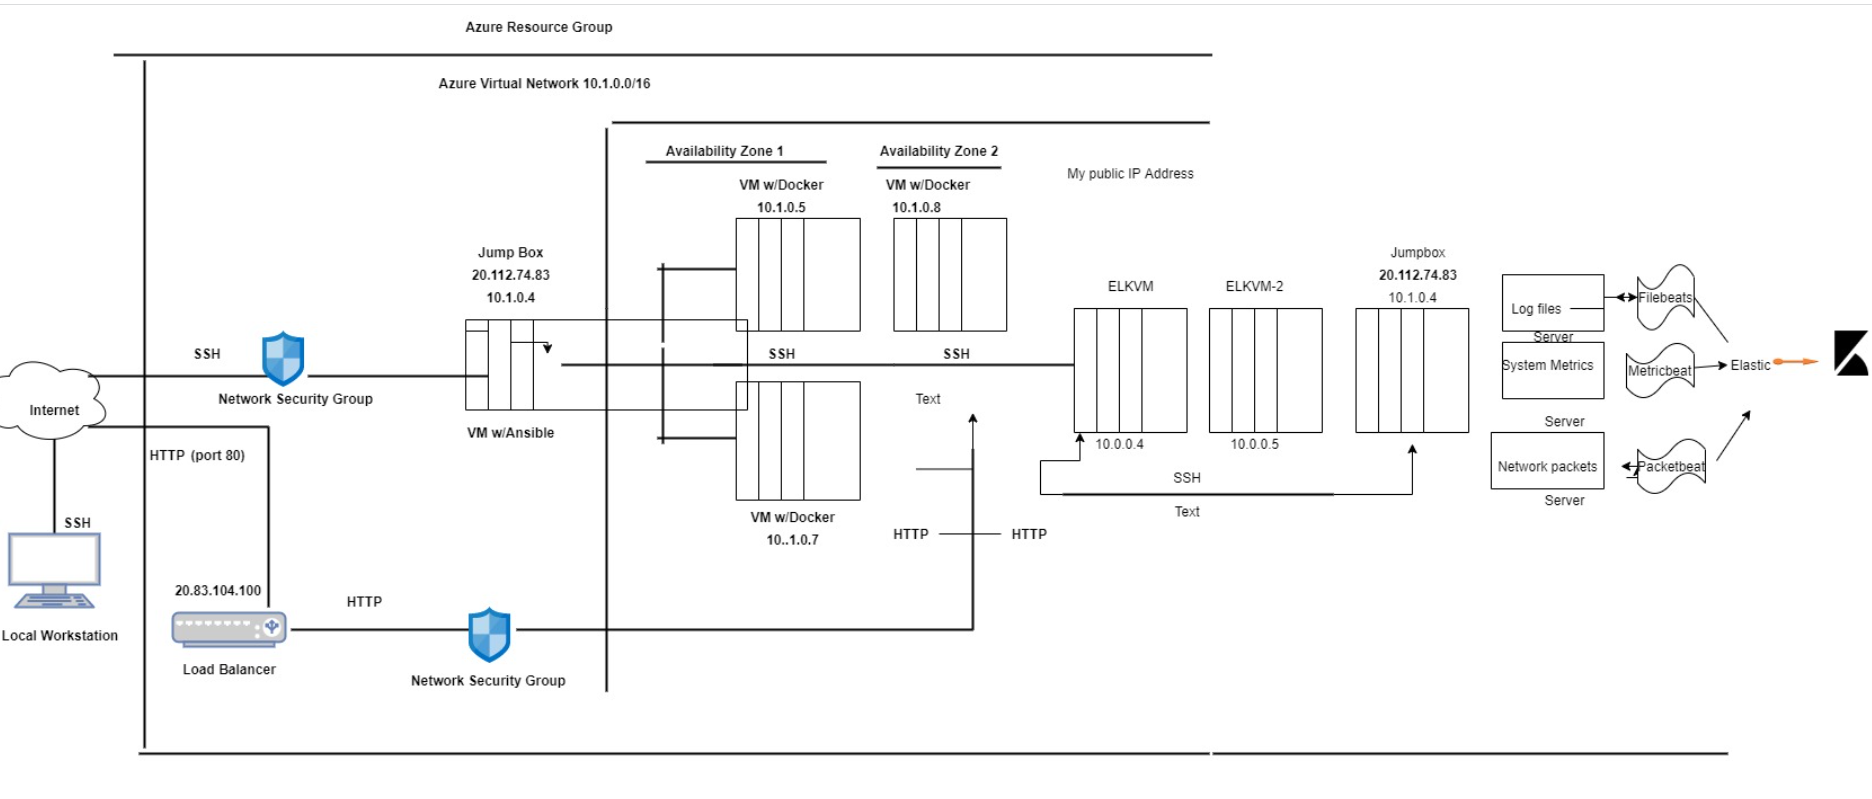 Azure Resource Group
Azure Virtual Network 10.1.0.0/16
Availability Zone 1
Availability Zone 2
My public IP Address
VM w/Docker
10.1.0.5
VM w/Docker
10.1.0.8
Jump Box
20.112.74.83
10.1.0.4
VM w/Ansible
ELKVM
10.0.0.4
ELKVM-2
10.0.0.5
Jumpbox
20.112.74.83
10.1.0.4
Log files
Server
System Metrics
Server
Network packets
Server
Filebeats
Metricbeat
Packetbeat
Elastic
SSH
Network Security Group
SSH
SSH
Text
Internet
HTTP (port 80)
SSH
Local Workstation
VM w/Docker
10..1.0.7
HTTP
HTTP
SSH
Text
20.83.104.100
Load Balancer
HTTP
Network Security Group